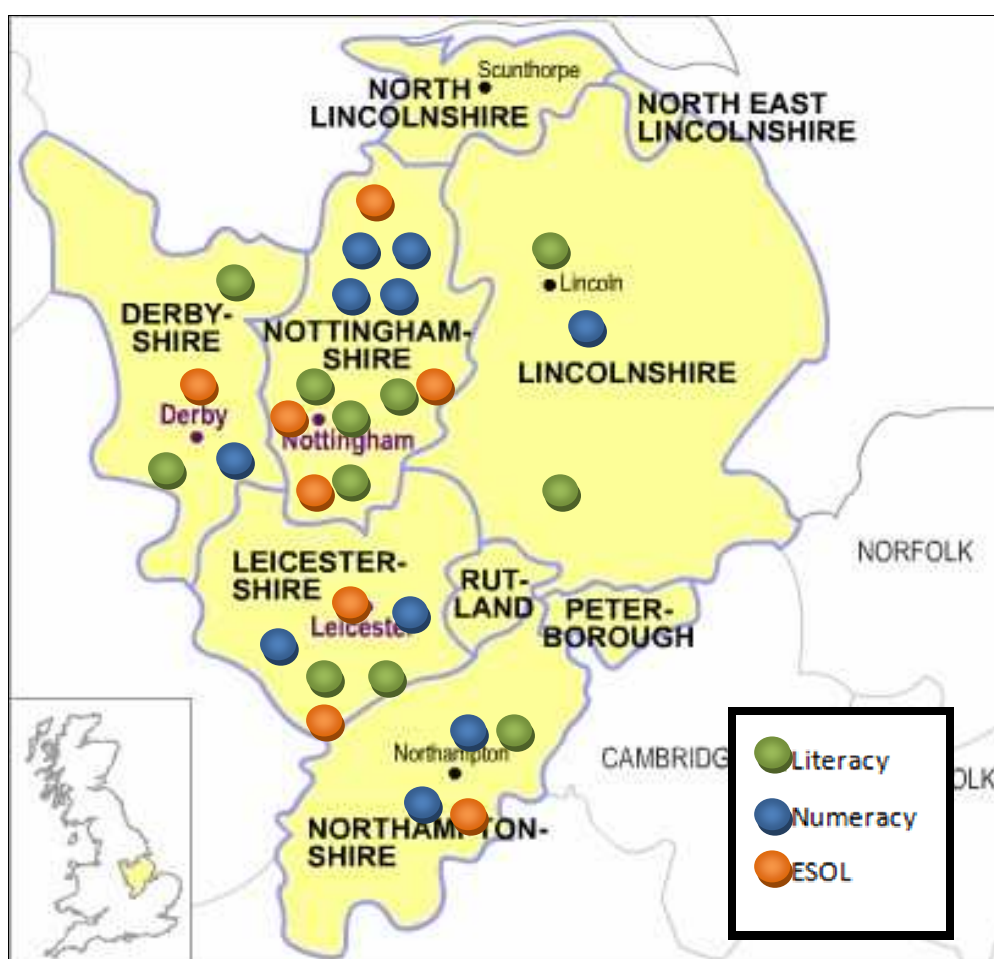 Scunthorpe
NORTH
LINCOLNSHIRE
NORTH EAST
LINCOLNSHIRE
Lincoln
DERBY-
SHIRE
NOTTINGHAM-
SHIRE
LINCOLNSHIRE
Derby
Nottingham
NORFOLK
LEICESTER-
SHIRE
RUT-
LAND
PETER-
BOROUGH
Leicester
Northampton
CAMBRIDG
OLK
NORTHAMPTON-
SHIRE
Literacy
Numeracy
ESOL